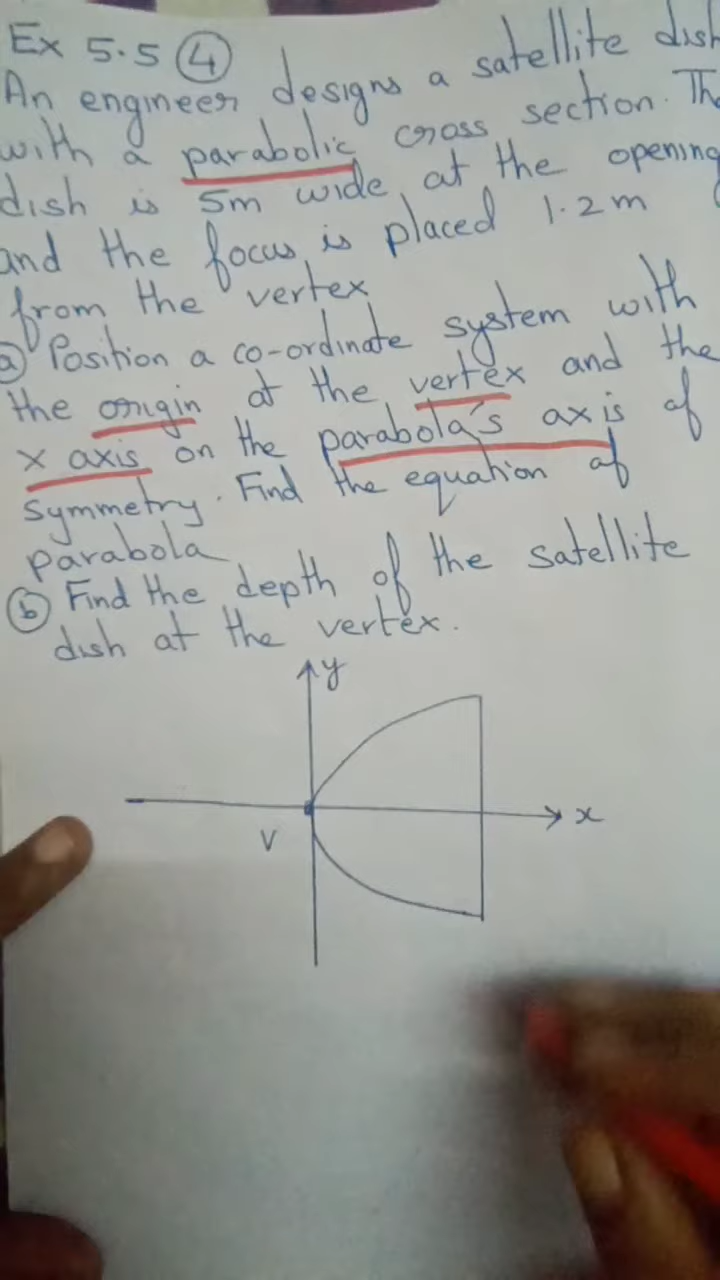 Ex 5.5 4
An engineer designs a satellite dish
with a parabolic cross section. The
dish is 5m wide at the opening
and the focus is placed 1.2m
from the vertex
a Position a co-ordinate system with
the origin at the vertex and the
x axis on the parabola's axis of
symmetry. Find the equation of
parabola
b Find the depth of the satellite
dish at the vertex.
y
x
V